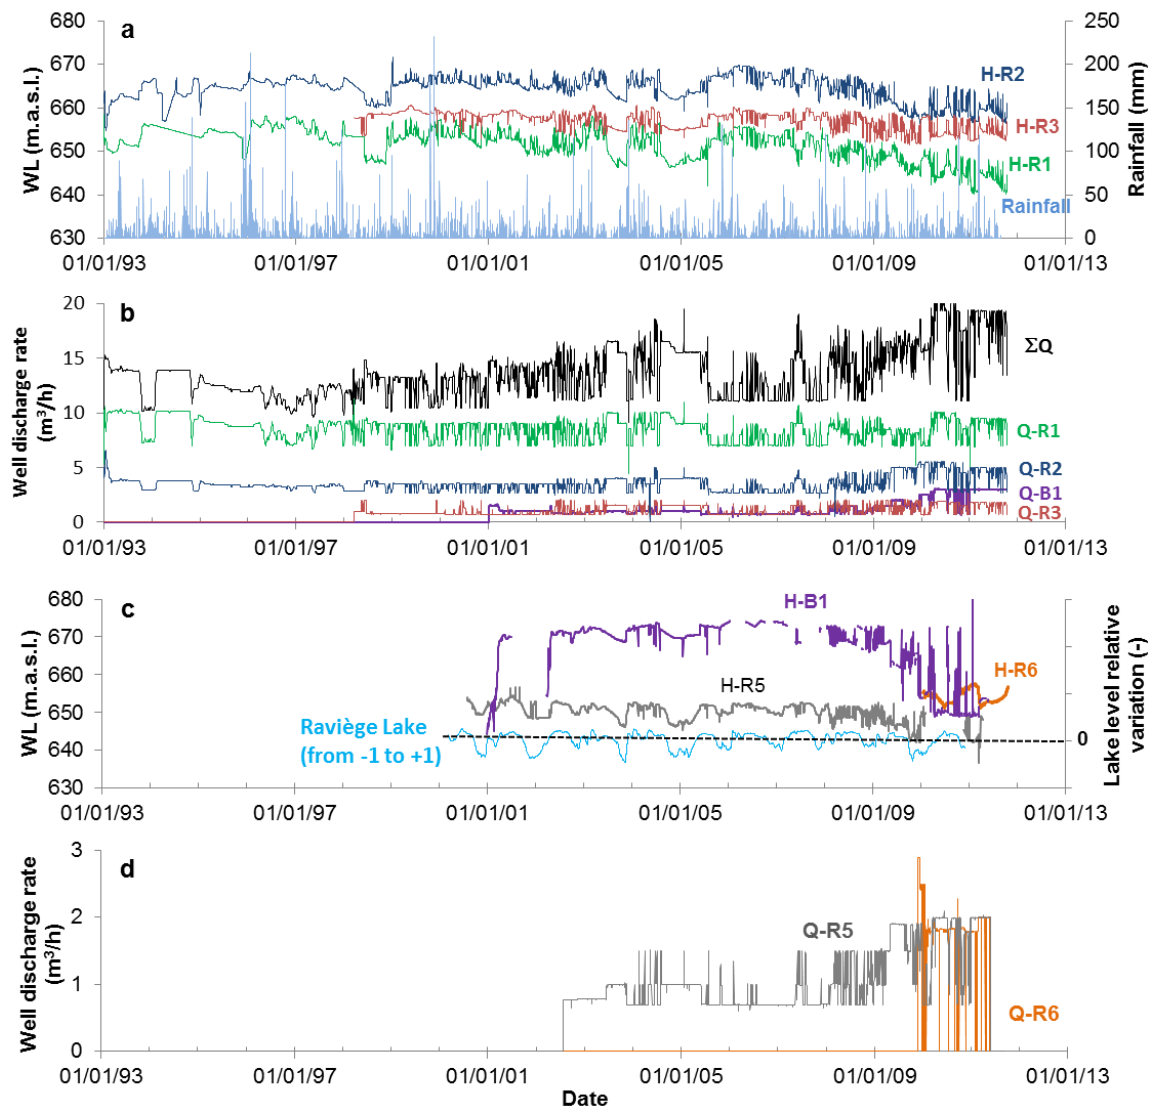 a
WL (m.a.s.l.)
680
670
660
650
640
630
Rainfall (mm)
250
200
150
100
50
0
H-R2
H-R3
H-R1
Rainfall
01/01/93 01/01/97 01/01/01 01/01/05 01/01/09 01/01/13
b
Well discharge rate
(m³/h)
20
15
10
5
0
ΣQ
Q-R1
Q-R2
Q-B1
Q-R3
01/01/93 01/01/97 01/01/01 01/01/05 01/01/09 01/01/13
c
WL (m.a.s.l.)
680
670
660
650
640
630
H-B1
H-R6
H-R5
Raviège Lake
(from -1 to +1)
0
Lake level relative
variation (-)
01/01/93 01/01/97 01/01/01 01/01/05 01/01/09 01/01/13
d
Well discharge rate
(m³/h)
3
2
1
0
Q-R5
Q-R6
01/01/93 01/01/97 01/01/01 01/01/05 01/01/09 01/01/13
Date